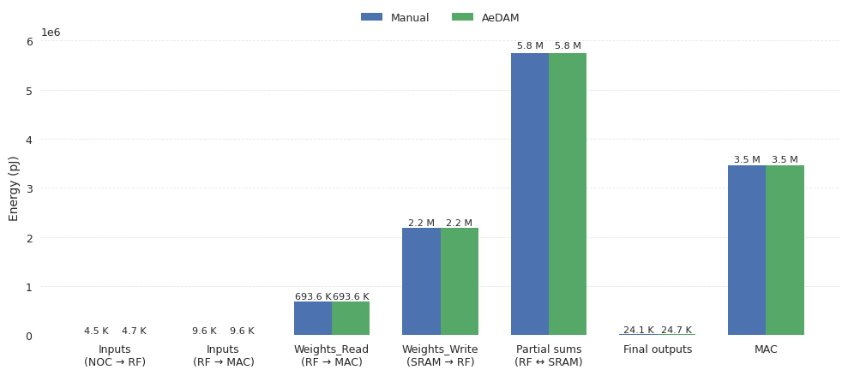 Manual AeDAM
1e6
6
5
4
3
2
1
0
Energy (pJ)
4.5 K 4.7 K 9.6 K 9.6 K 693.6 K 693.6 K 2.2 M 2.2 M 5.8 M 5.8 M 24.1 K 24.7 K 3.5 M 3.5 M
Inputs
(NOC → RF)
Inputs
(RF → MAC)
Weights_Read
(RF → MAC)
Weights_Write
(SRAM → RF)
Partial sums
(RF ↔ SRAM)
Final outputs
MAC